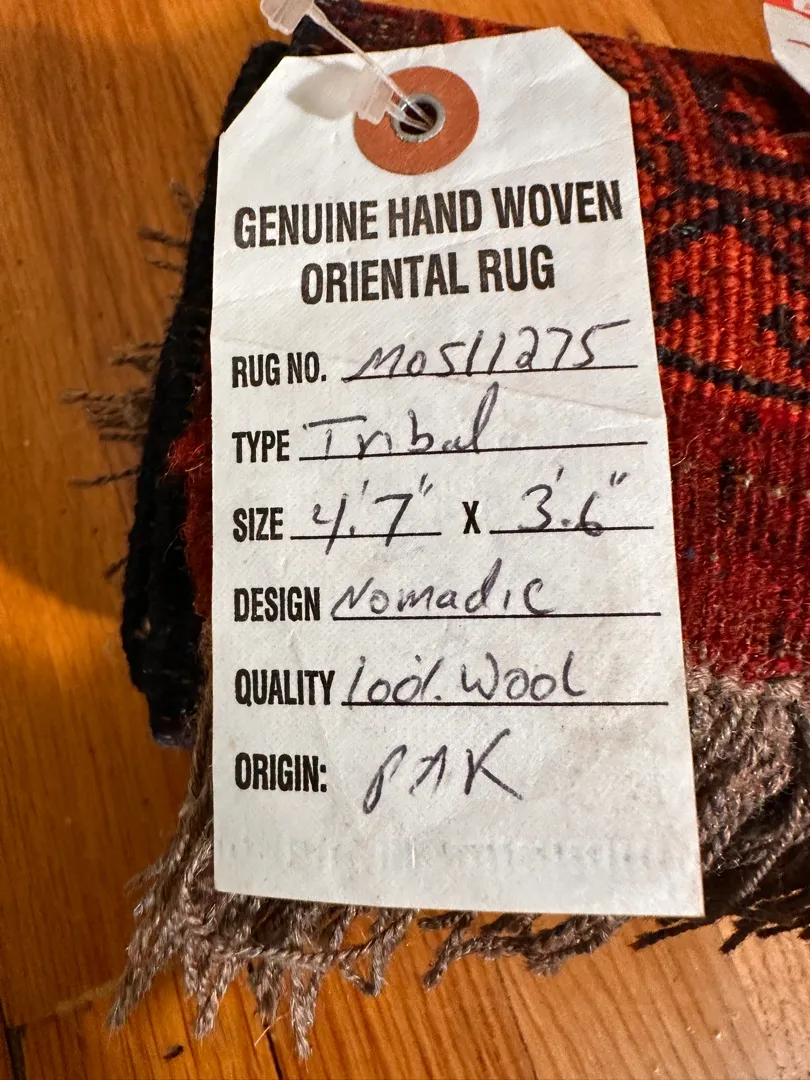 GENUINE HAND WOVEN
ORIENTAL RUG
RUG NO. M0511275
TYPE Tribal
SIZE 4'.7" X 3'.6"
DESIGN Nomadic
QUALITY 100%. Wool
ORIGIN: PAK